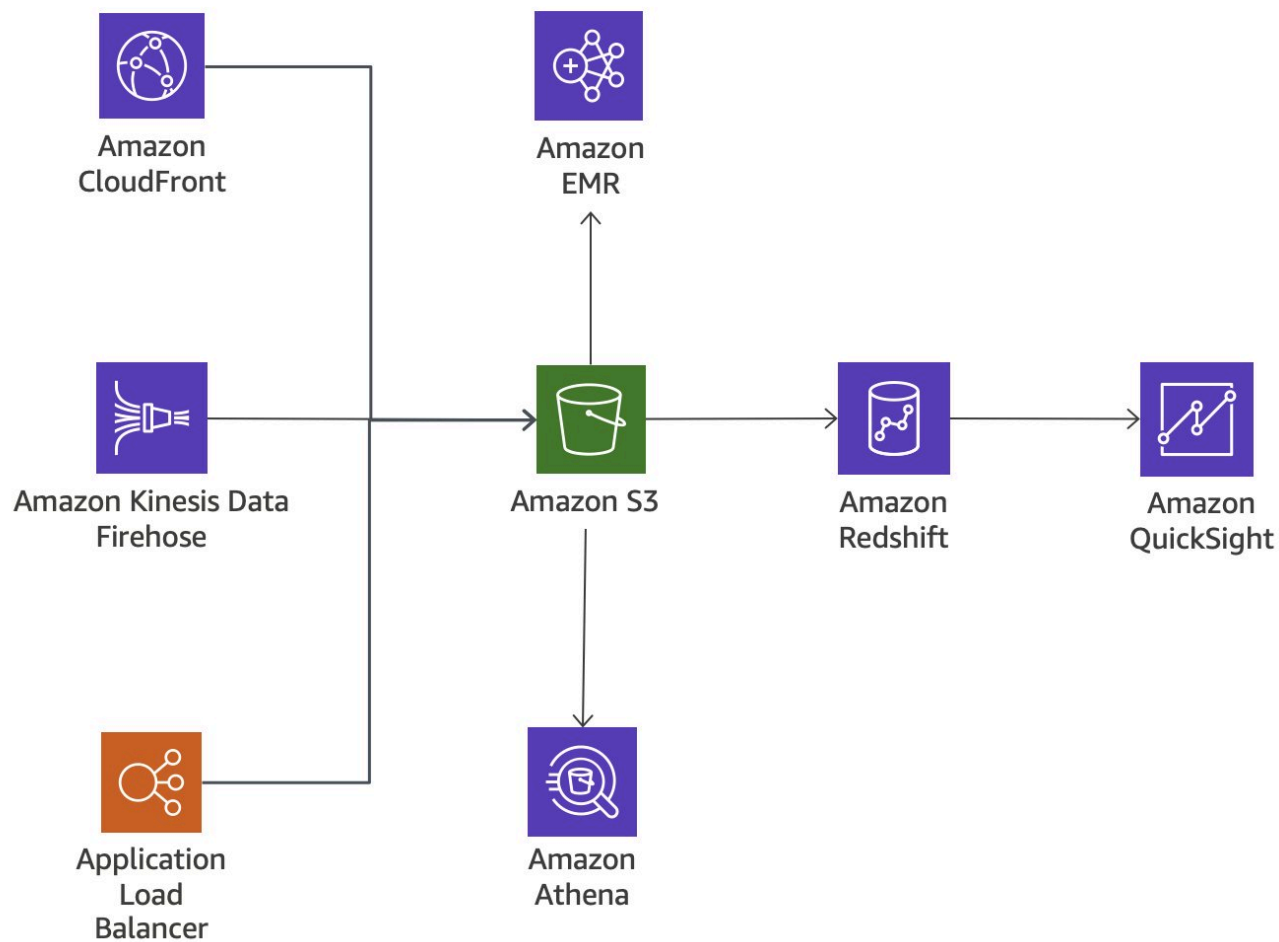 Amazon
CloudFront
Amazon
EMR
Amazon Kinesis Data
Firehose
Amazon S3
Amazon
Redshift
Amazon
QuickSight
Application
Load
Balancer
Amazon
Athena